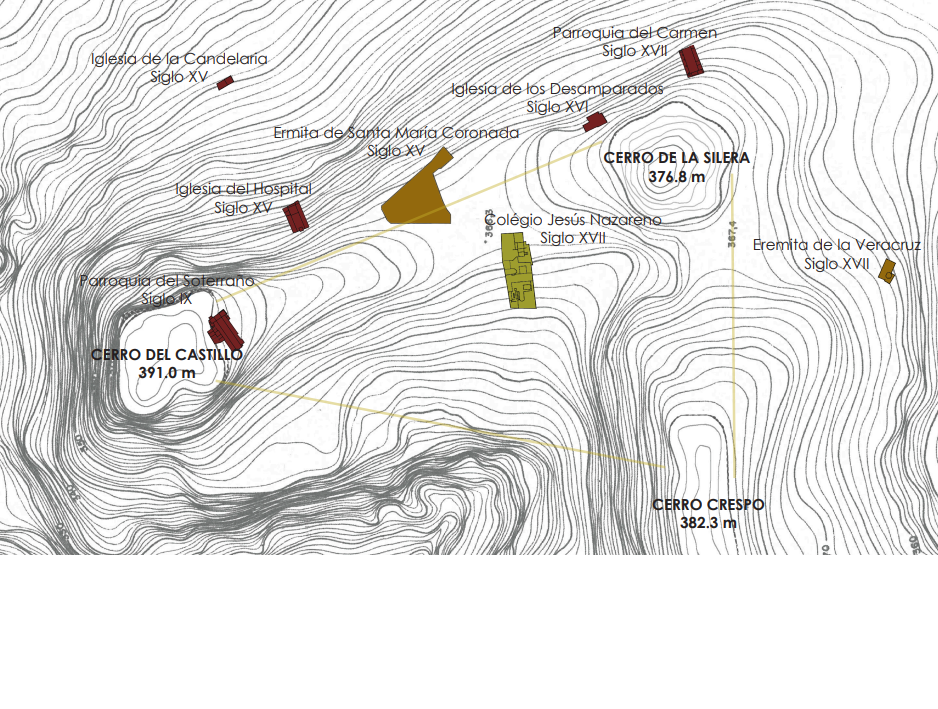 Parroquia del Carmen
Siglo XVII
Iglesia de la Candelaria
Siglo XV
Iglesia de los Desamparados
Siglo XVI
Ermita de Santa María Coronada
Siglo XV
CERRO DE LA SILERA
376.8 m
Iglesia del Hospital
Siglo XV
Colégio Jesús Nazareno
Siglo XVII
367,4
Eremita de la Veracruz
Siglo XVII
Parroquia del Soterraño
Siglo IX
CERRO DEL CASTILLO
391.0 m
CERRO CRESPO
382.3 m